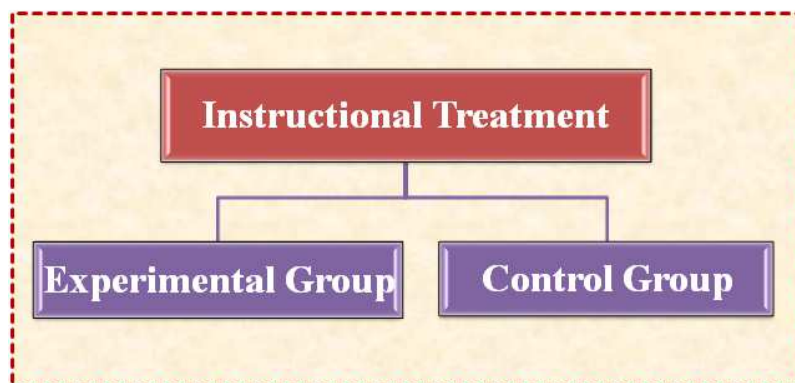 Instructional Treatment
Experimental Group
Control Group